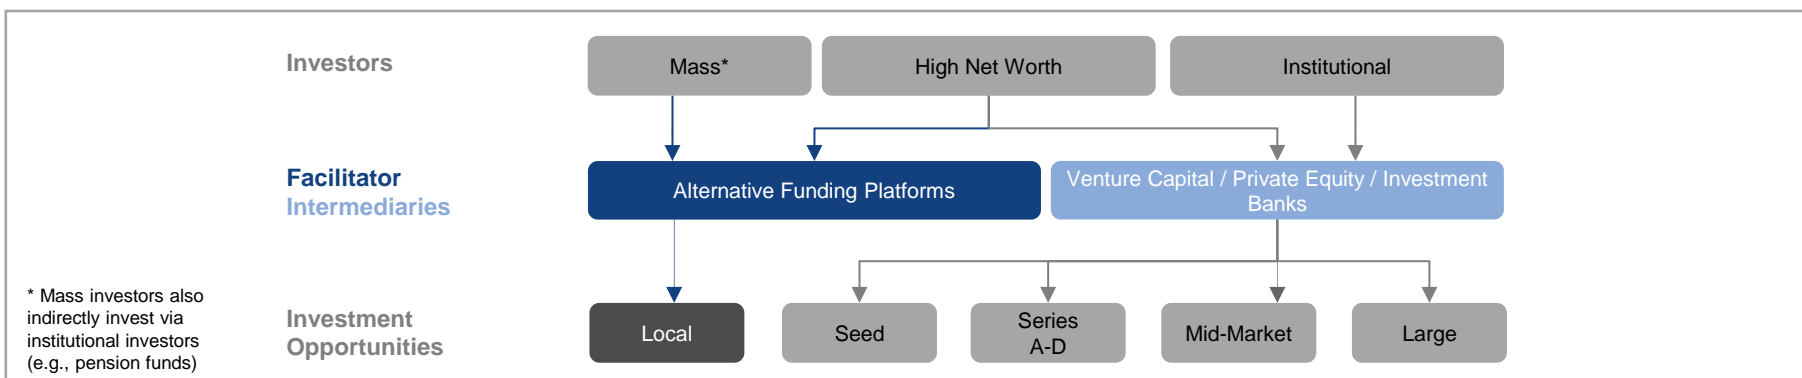 Investors
Mass*
High Net Worth
Institutional
Facilitator
Intermediaries
Alternative Funding Platforms
Venture Capital / Private Equity / Investment
Banks
* Mass investors also
indirectly invest via
institutional investors
(e.g., pension funds)
Investment
Opportunities
Local
Seed
Series
A-D
Mid-Market
Large